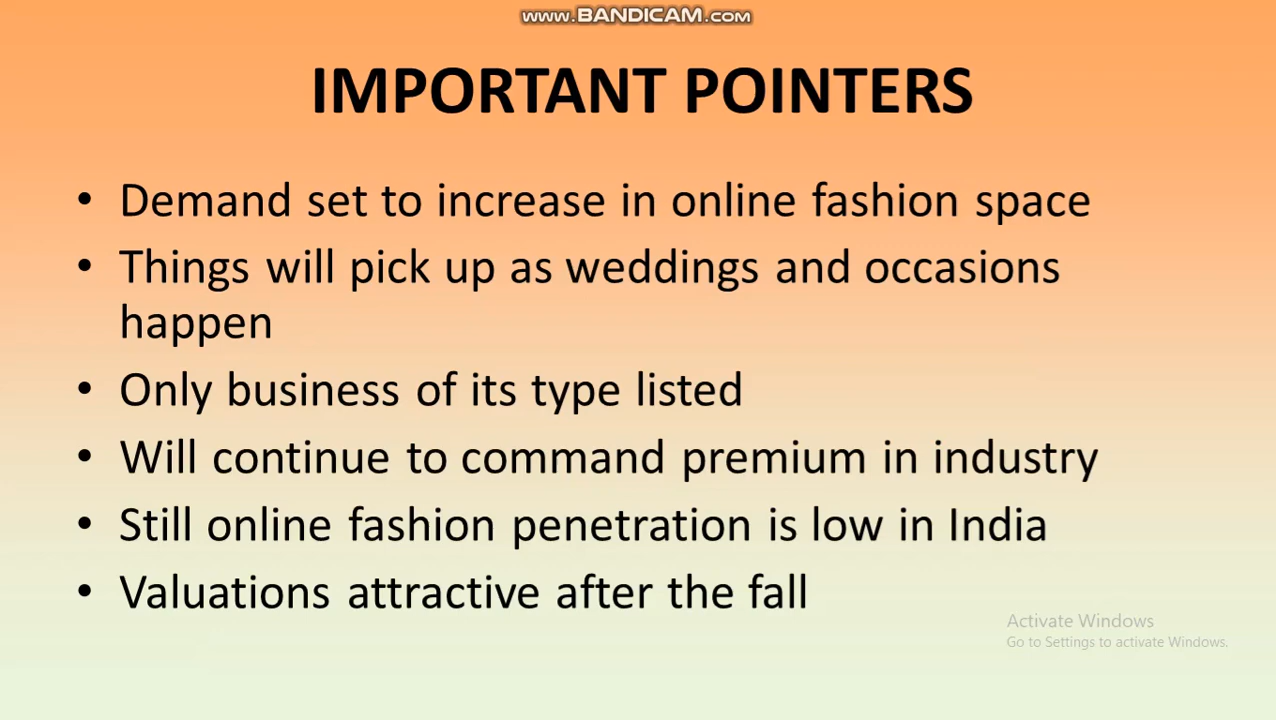 www.BANDICAM.com
IMPORTANT POINTERS
• Demand set to increase in online fashion space
• Things will pick up as weddings and occasions
happen
• Only business of its type listed
• Will continue to command premium in industry
• Still online fashion penetration is low in India
• Valuations attractive after the fall
Activate Windows
Go to Settings to activate Windows.